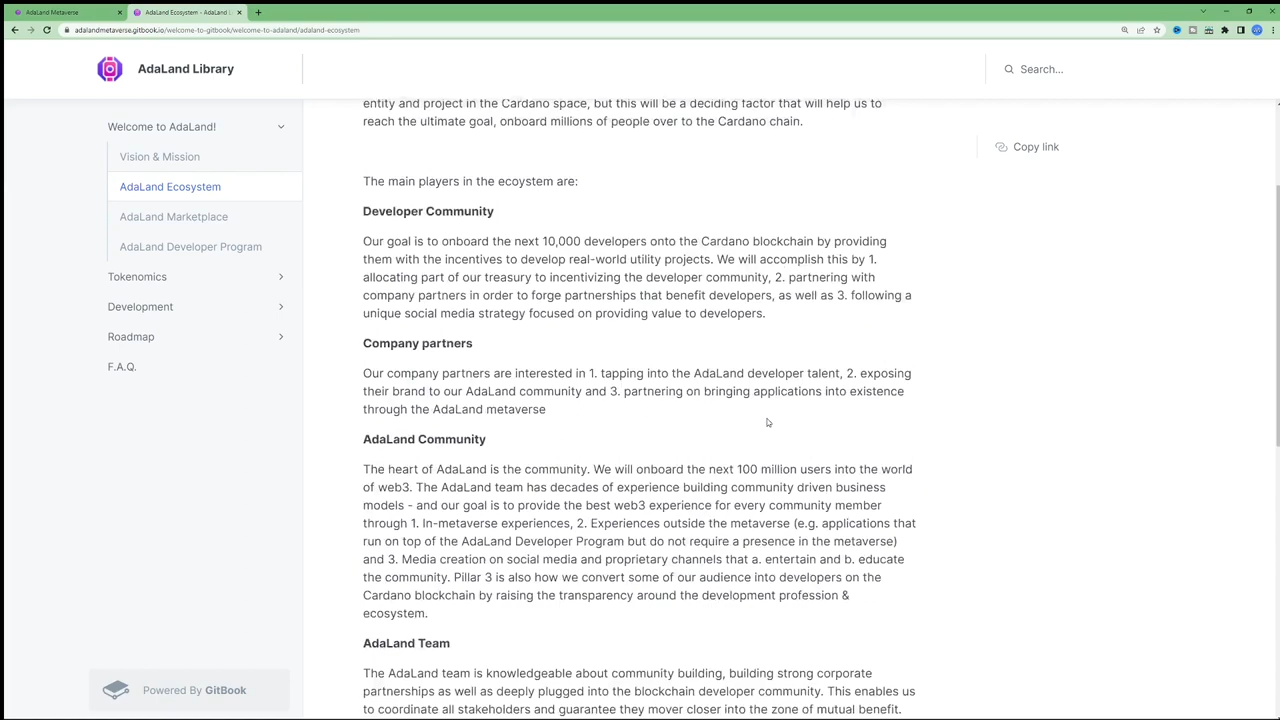 AdaLand Metaverse
AdaLand Ecosystem - AdaLand L
adalandmetaverse.gitbook.io/welcome-to-gitbook/welcome-to-adaland/adaland-ecosystem
AdaLand Library
Search...
Welcome to AdaLand!
Vision & Mission
AdaLand Ecosystem
AdaLand Marketplace
AdaLand Developer Program
Tokenomics
Development
Roadmap
F.A.Q.
Powered By GitBook
entity and project in the Cardano space, but this will be a deciding factor that will help us to
reach the ultimate goal, onboard millions of people over to the Cardano chain.
Copy link
The main players in the ecoystem are:
Developer Community
Our goal is to onboard the next 10,000 developers onto the Cardano blockchain by providing
them with the incentives to develop real-world utility projects. We will accomplish this by 1.
allocating part of our treasury to incentivizing the developer community, 2. partnering with
company partners in order to forge partnerships that benefit developers, as well as 3. following a
unique social media strategy focused on providing value to developers.
Company partners
Our company partners are interested in 1. tapping into the AdaLand developer talent, 2. exposing
their brand to our AdaLand community and 3. partnering on bringing applications into existence
through the AdaLand metaverse
AdaLand Community
The heart of AdaLand is the community. We will onboard the next 100 million users into the world
of web3. The AdaLand team has decades of experience building community driven business
models - and our goal is to provide the best web3 experience for every community member
through 1. In-metaverse experiences, 2. Experiences outside the metaverse (e.g. applications that
run on top of the AdaLand Developer Program but do not require a presence in the metaverse)
and 3. Media creation on social media and proprietary channels that a. entertain and b. educate
the community. Pillar 3 is also how we convert some of our audience into developers on the
Cardano blockchain by raising the transparency around the development profession &
ecosystem.
AdaLand Team
The AdaLand team is knowledgeable about community building, building strong corporate
partnerships as well as deeply plugged into the blockchain developer community. This enables us
to coordinate all stakeholders and guarantee they mover closer into the zone of mutual benefit.